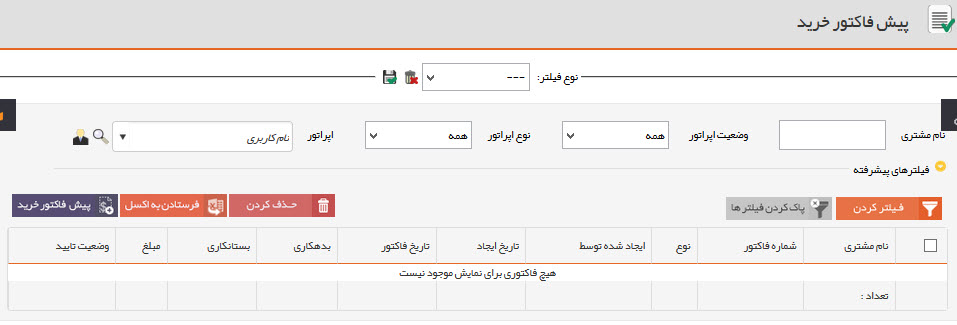 پیش فاکتور خرید
نوع فیلتر: ---
نام مشتری وضعیت اپراتور همه نوع اپراتور همه اپراتور نام کاربری
فیلترهای پیشرفته
فیلتر کردن پاک کردن فیلتر ها حذف کردن فرستادن به اکسل پیش فاکتور خرید
نام مشتری شماره فاکتور نوع ایجاد شده توسط تاریخ ایجاد تاریخ فاکتور بدهکاری بستانکاری مبلغ وضعیت تایید
هیچ فاکتوری برای نمایش موجود نیست
تعداد :